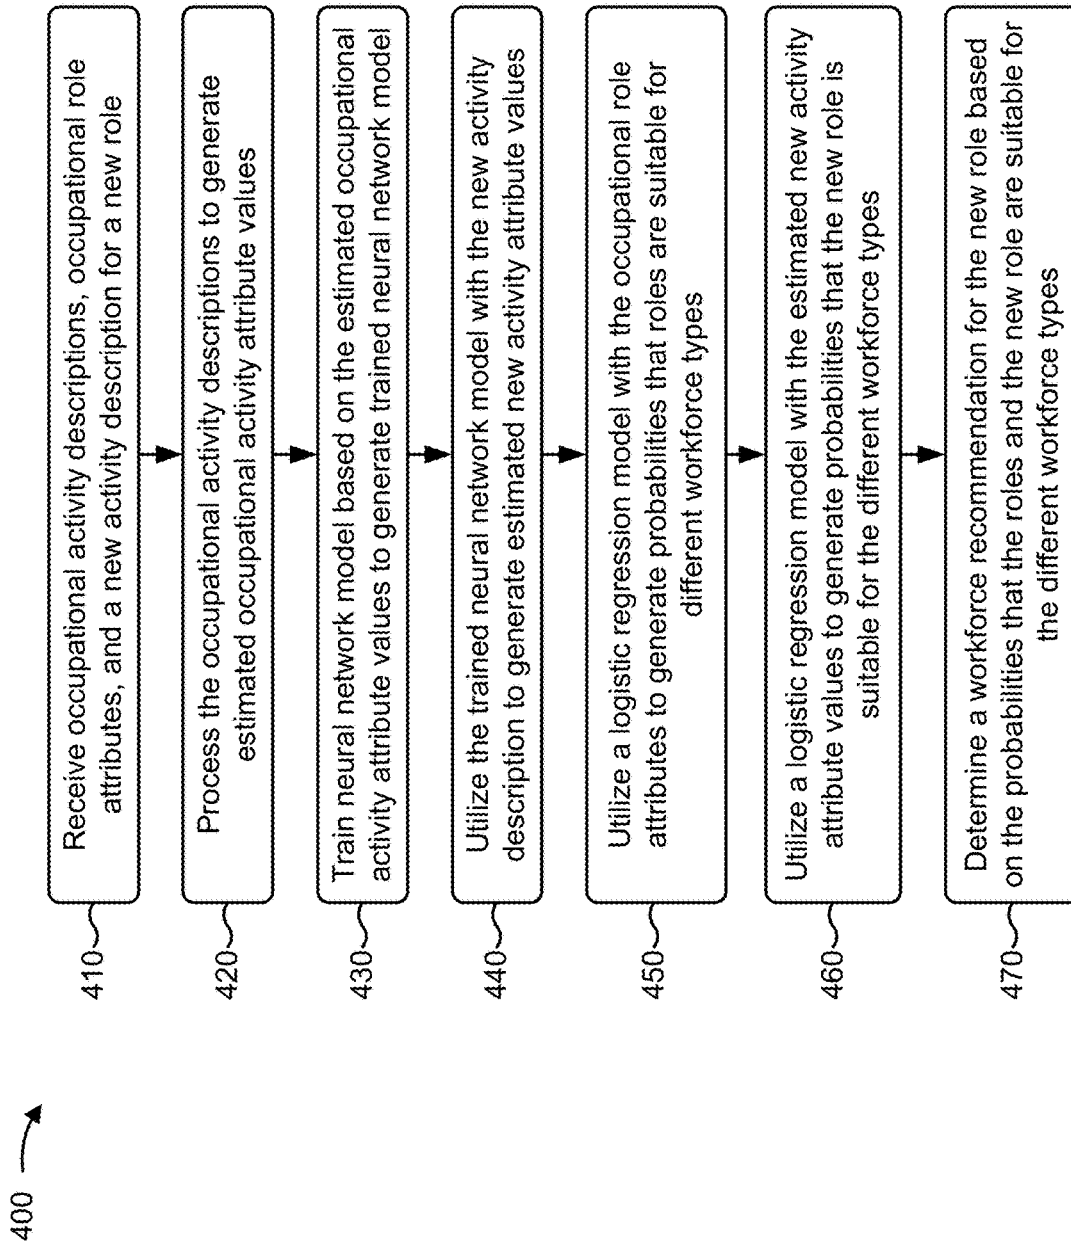 400
410
Receive occupational activity descriptions, occupational role
attributes, and a new activity description for a new role
420
Process the occupational activity descriptions to generate
estimated occupational activity attribute values
430
Train neural network model based on the estimated occupational
activity attribute values to generate trained neural network model
440
Utilize the trained neural network model with the new activity
description to generate estimated new activity attribute values
450
Utilize a logistic regression model with the occupational role
attributes to generate probabilities that roles are suitable for
different workforce types
460
Utilize a logistic regression model with the estimated new activity
attribute values to generate probabilities that the new role is
suitable for the different workforce types
470
Determine a workforce recommendation for the new role based
on the probabilities that the roles and the new role are suitable for
the different workforce types